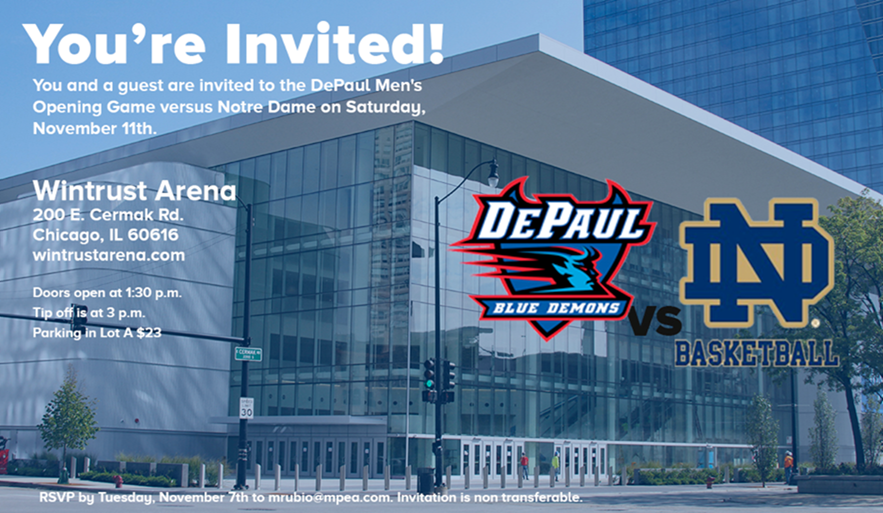 You're Invited!
You and a guest are invited to the DePaul Men's
Opening Game versus Notre Dame on Saturday,
November 11th.
Wintrust Arena
200 E. Cermak Rd.
Chicago, IL 60616
wintrustarena.com
Doors open at 1:30 p.m.
Tip off is at 3 p.m.
Parking in Lot A $23
DEPAUL
BLUE DEMONS
VS
ND
BASKETBALL
E CERMAK RD
30
RSVP by Tuesday, November 7th to mrubio@mpea.com. Invitation is non transferable.